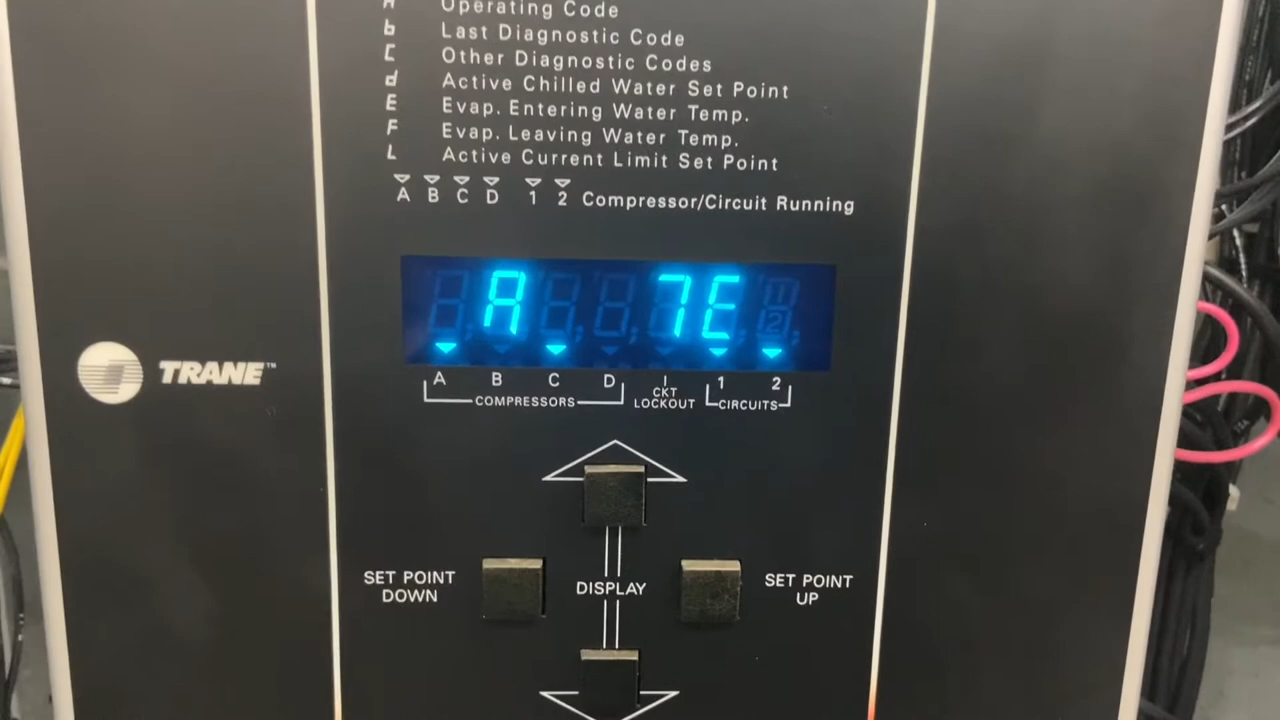 A Operating Code
b Last Diagnostic Code
C Other Diagnostic Codes
d Active Chilled Water Set Point
E Evap. Entering Water Temp.
F Evap. Leaving Water Temp.
L Active Current Limit Set Point
A B C D 1 2 Compressor/Circuit Running
A 7E
A B C D 1 2
COMPRESSORS
CKT
LOCKOUT
CIRCUITS
TRANE™
SET POINT
DOWN
DISPLAY
SET POINT
UP